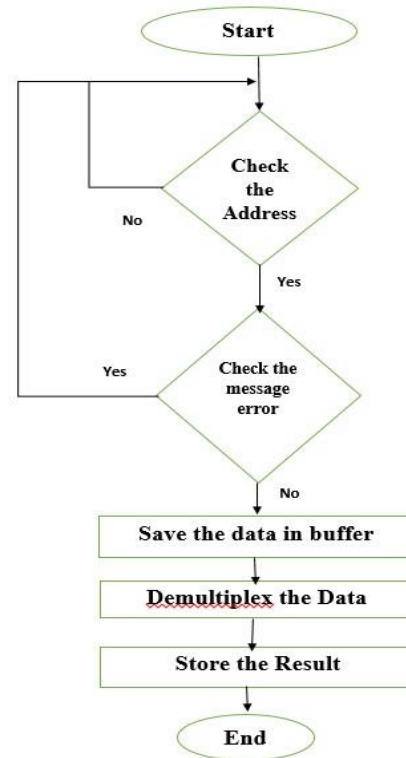 Start
Check
the
Address
No
Yes
Check the
message
error
Yes
No
Save the data in buffer
Demultiplex the Data
Store the Result
End